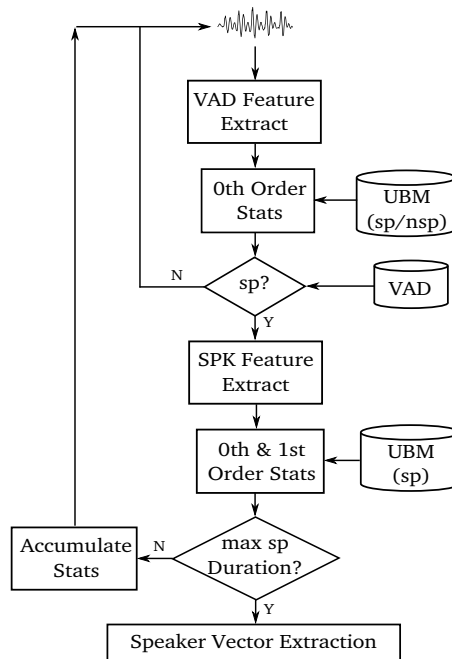 VAD Feature
Extract
0th Order
Stats
UBM
(sp/nsp)
N
sp?
VAD
Y
SPK Feature
Extract
0th & 1st
Order Stats
UBM
(sp)
Accumulate
Stats
N
max sp
Duration?
Y
Speaker Vector Extraction